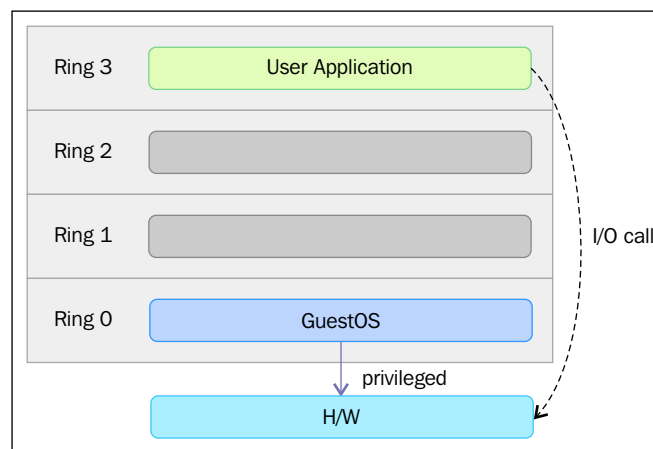 Ring 3
User Application
Ring 2
Ring 1
I/O call
Ring 0
GuestOS
privileged
H/W